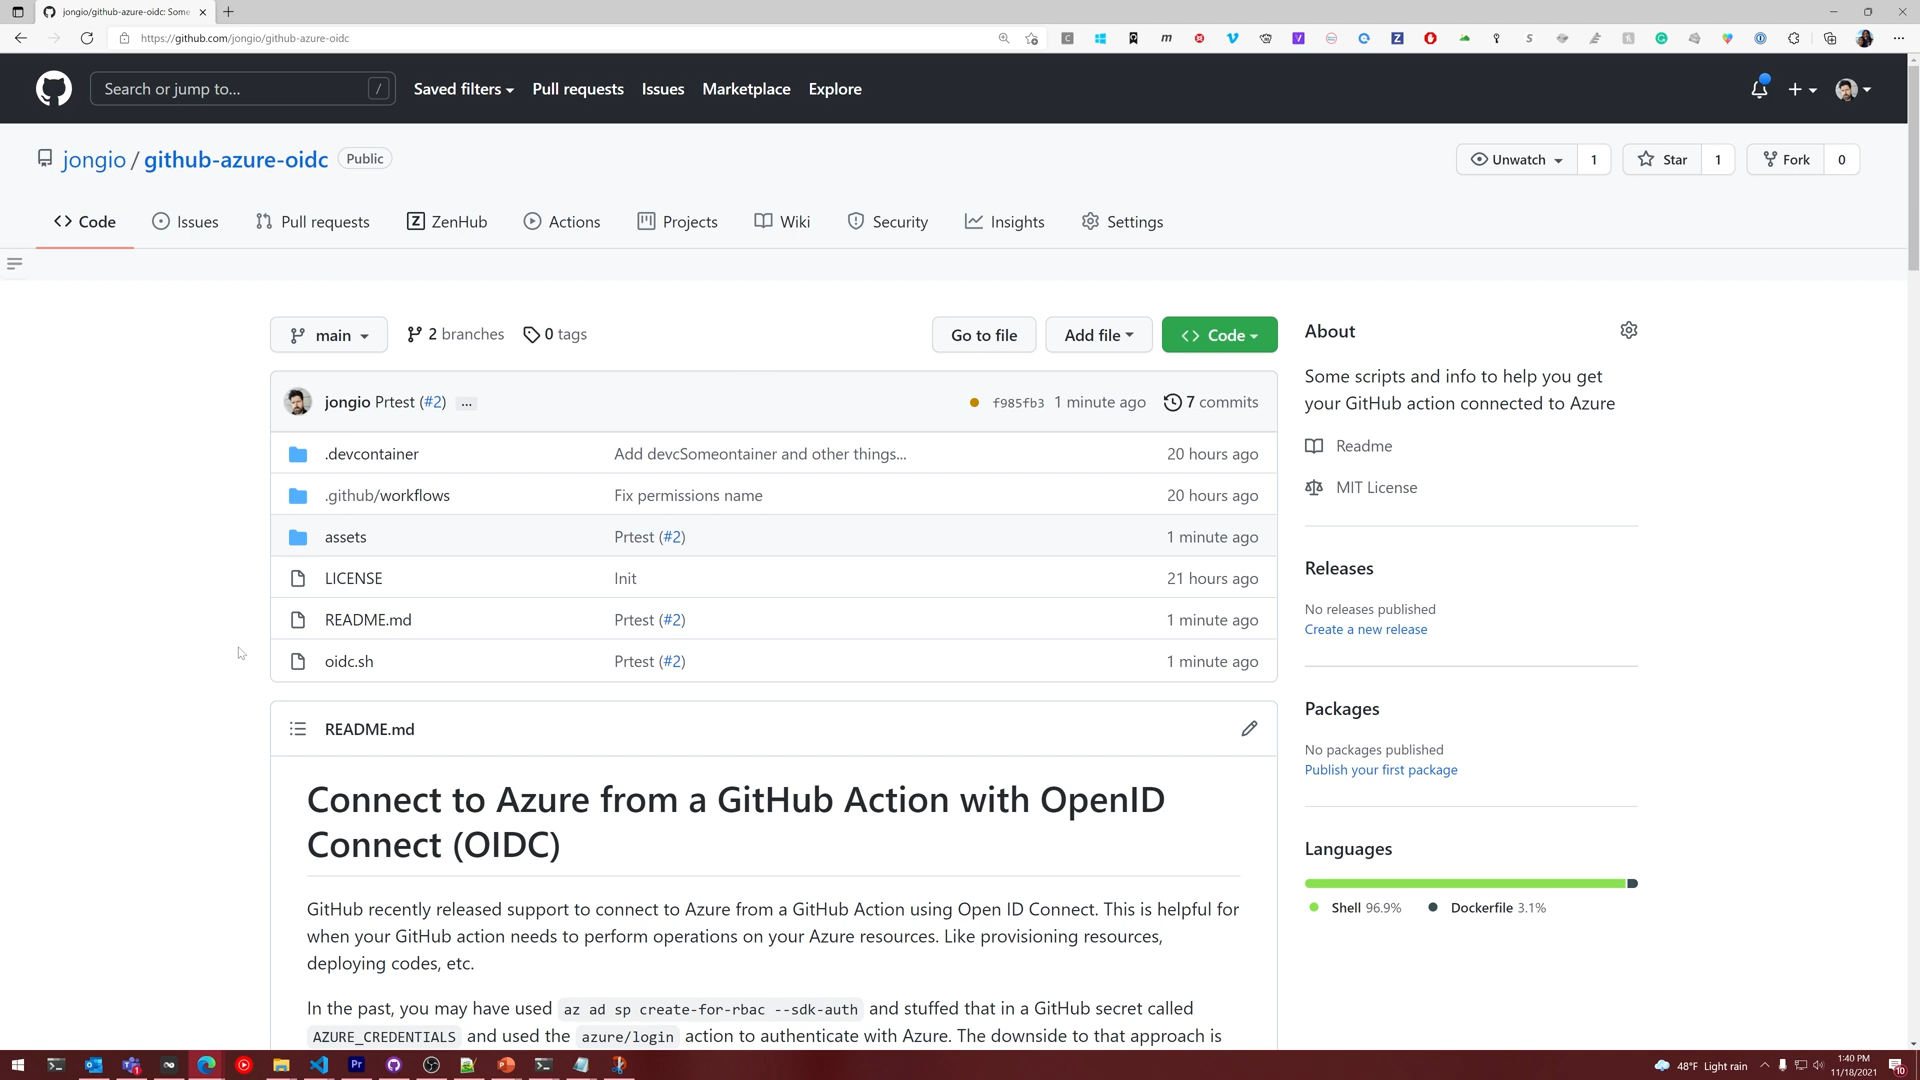 jongio/github-azure-oidc: Some
https://github.com/jongio/github-azure-oidc
Search or jump to...
/
Saved filters
Pull requests
Issues
Marketplace
Explore
jongio / github-azure-oidc
Public
Unwatch
1
Star
1
Fork
0
Code
Issues
Pull requests
ZenHub
Actions
Projects
Wiki
Security
Insights
Settings
main
2 branches
0 tags
Go to file
Add file
Code
jongio Prtest (#2) ...
f985fb3 1 minute ago
7 commits
.devcontainer
Add devcSomeontainer and other things...
20 hours ago
.github/workflows
Fix permissions name
20 hours ago
assets
Prtest (#2)
1 minute ago
LICENSE
Init
21 hours ago
README.md
Prtest (#2)
1 minute ago
oidc.sh
Prtest (#2)
1 minute ago
README.md
Connect to Azure from a GitHub Action with OpenID
Connect (OIDC)
GitHub recently released support to connect to Azure from a GitHub Action using Open ID Connect. This is helpful for
when your GitHub action needs to perform operations on your Azure resources. Like provisioning resources,
deploying codes, etc.
In the past, you may have used az ad sp create-for-rbac --sdk-auth and stuffed that in a GitHub secret called
AZURE_CREDENTIALS and used the azure/login action to authenticate with Azure. The downside to that approach is
About
Some scripts and info to help you get
your GitHub action connected to Azure
Readme
MIT License
Releases
No releases published
Create a new release
Packages
No packages published
Publish your first package
Languages
Shell 96.9%
Dockerfile 3.1%
48°F Light rain
1:40 PM
11/18/2021
10